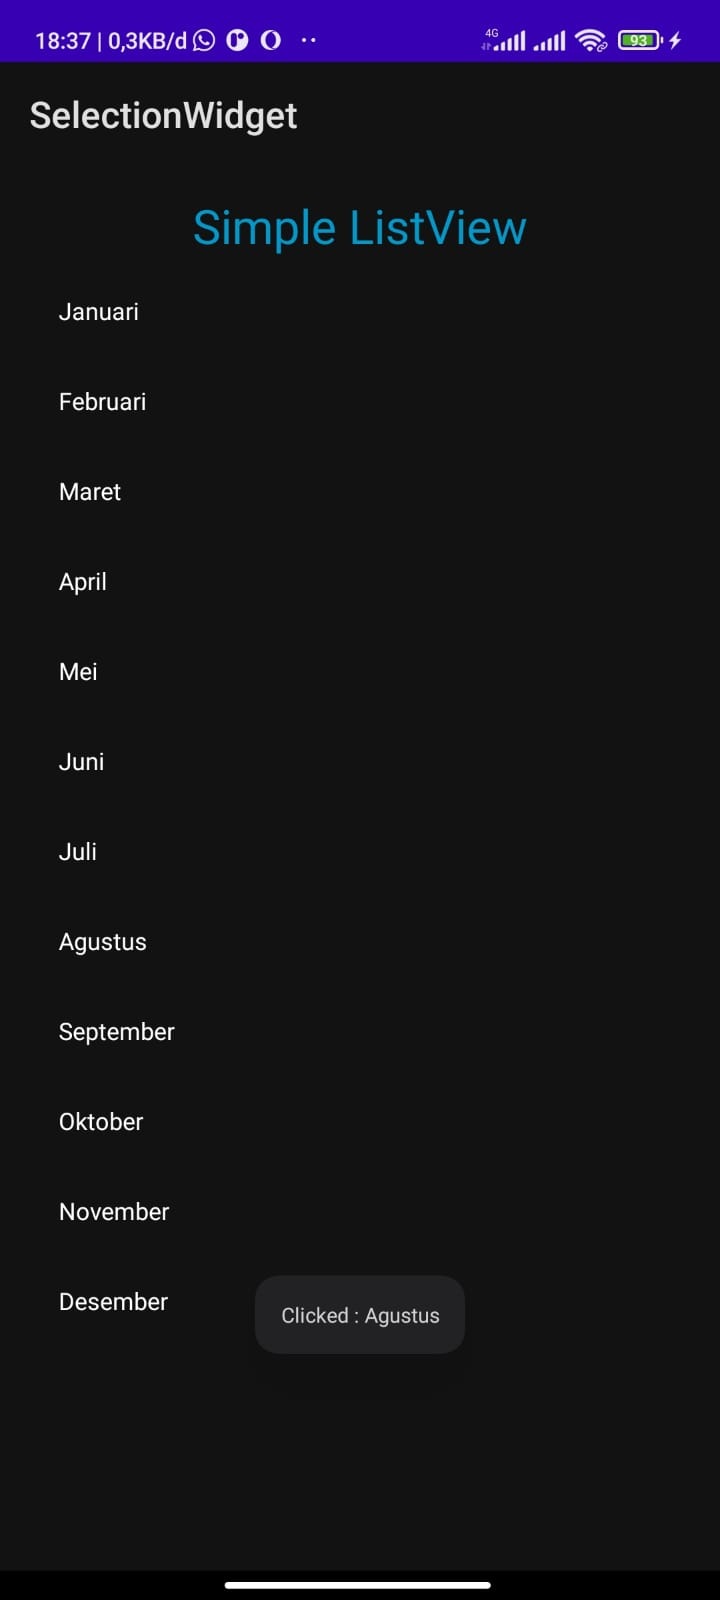 18:37 | 0,3KB/d
4G
93
SelectionWidget
Simple ListView
Januari
Februari
Maret
April
Mei
Juni
Juli
Agustus
September
Oktober
November
Desember
Clicked : Agustus